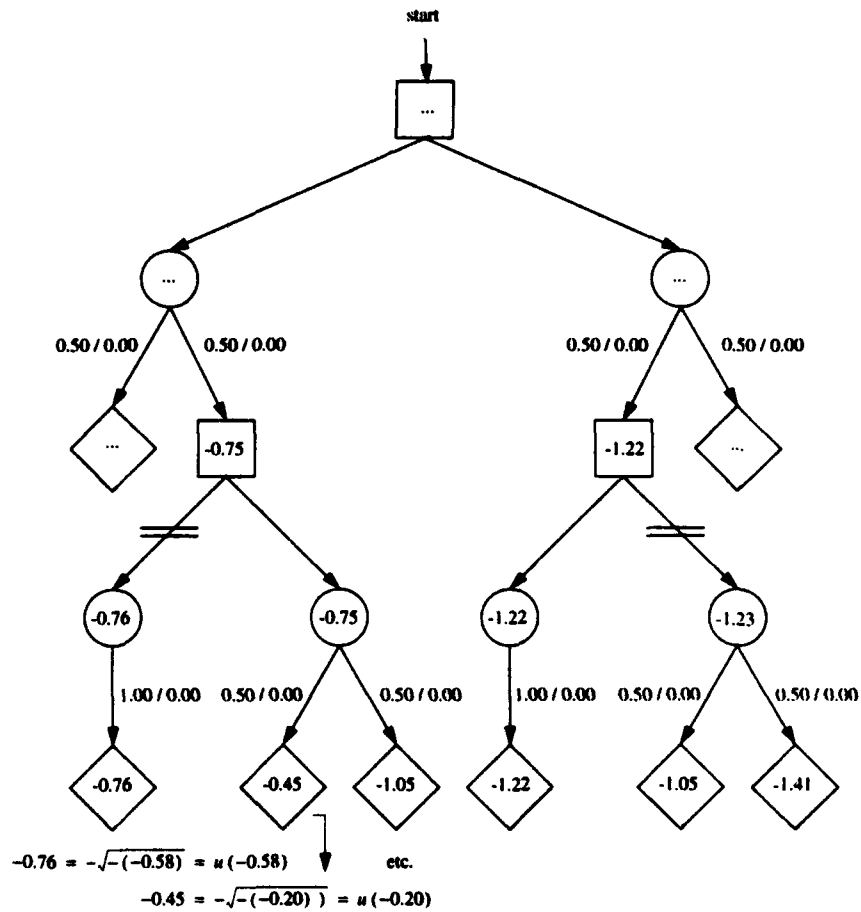 start
...
... ...
0.50 / 0.00 0.50 / 0.00 0.50 / 0.00 0.50 / 0.00
... -0.75 -1.22 ...
-0.76 -0.75 -1.22 -1.23
1.00 / 0.00 0.50 / 0.00 0.50 / 0.00 1.00 / 0.00 0.50 / 0.00 0.50 / 0.00
-0.76 -0.45 -1.05 -1.22 -1.05 -1.41
−0.76 = −√−(−0.58) = u (−0.58) etc.
−0.45 = −√−(−0.20) ) = u (−0.20)